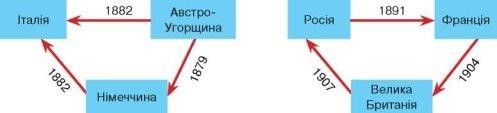 Італія
1882
Австро-
Угорщина
1882
1879
Німеччина
Росія
1891
Франція
1907
1904
Велика
Британія